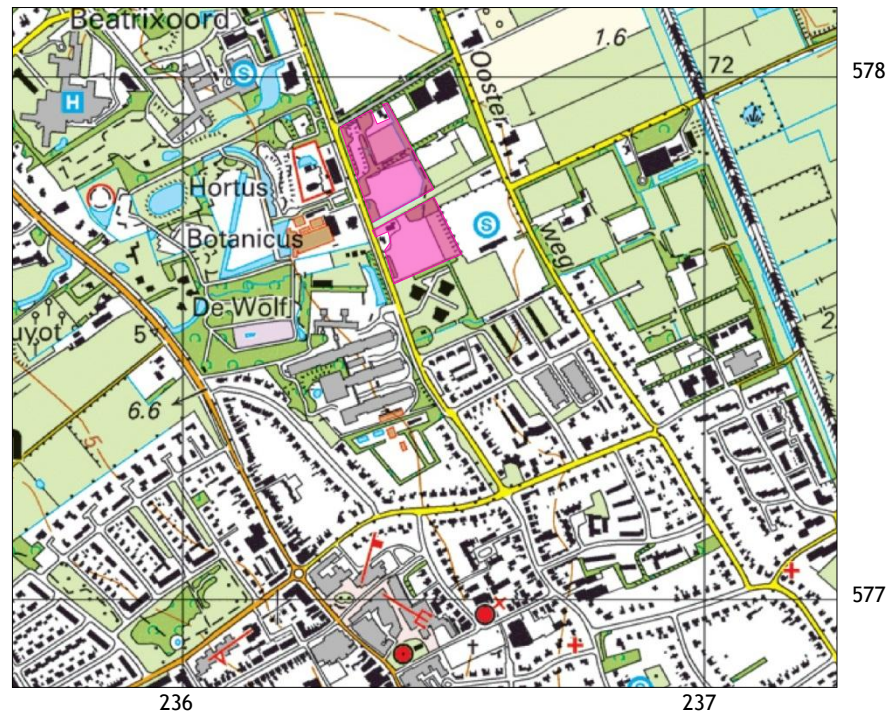 Beatrixoord
1.6
72
578
S
H
Ooster
Hortus
S
weg
Botanicus
De Wolf
uyot
5
2.
6.6
5
577
236
237